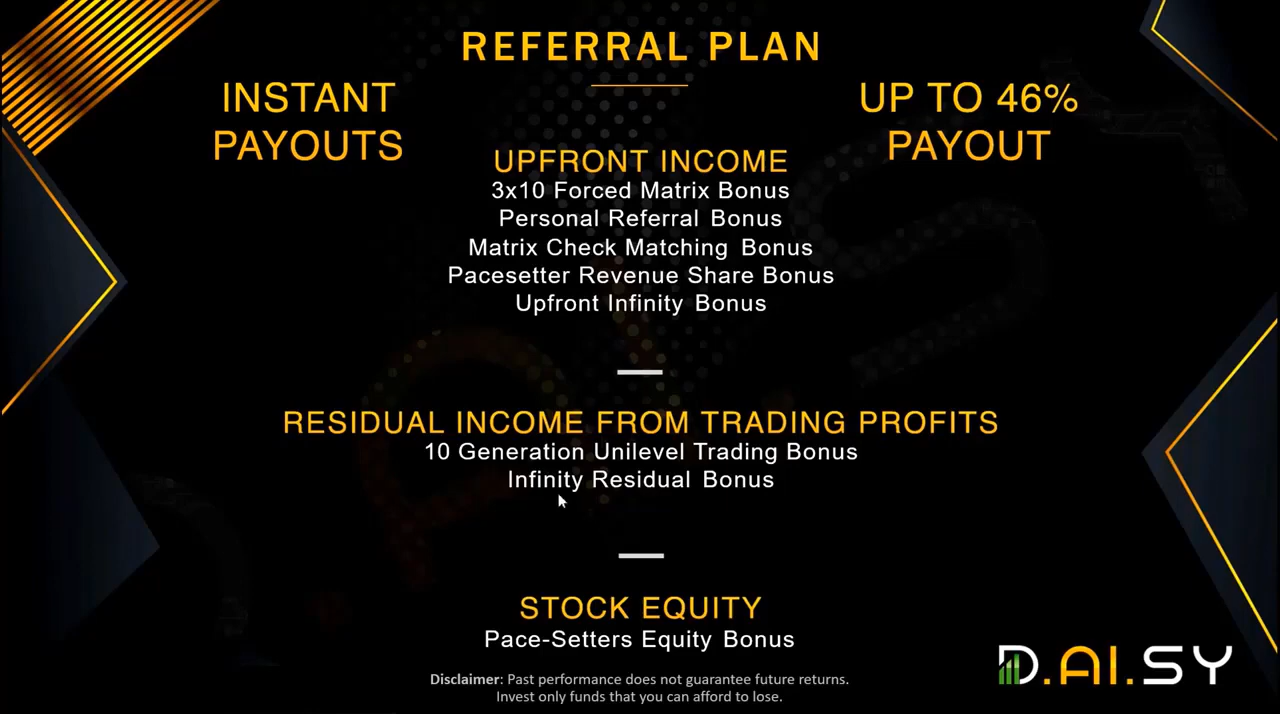 REFERRAL PLAN
INSTANT
PAYOUTS
UP TO 46%
PAYOUT
UPFRONT INCOME
3x10 Forced Matrix Bonus
Personal Referral Bonus
Matrix Check Matching Bonus
Pacesetter Revenue Share Bonus
Upfront Infinity Bonus
RESIDUAL INCOME FROM TRADING PROFITS
10 Generation Unilevel Trading Bonus
Infinity Residual Bonus
STOCK EQUITY
Pace-Setters Equity Bonus
Disclaimer: Past performance does not guarantee future returns.
Invest only funds that you can afford to lose.
D.AI.SY